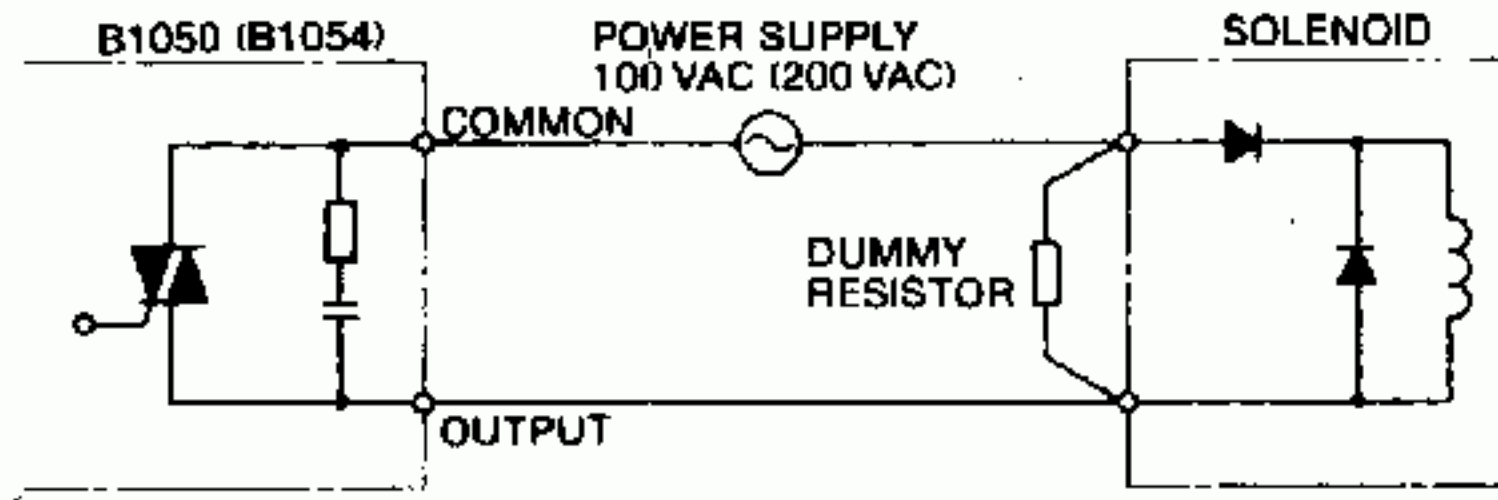 B1050 (B1054)
POWER SUPPLY
100 VAC (200 VAC)
SOLENOID
COMMON
DUMMY
RESISTOR
OUTPUT